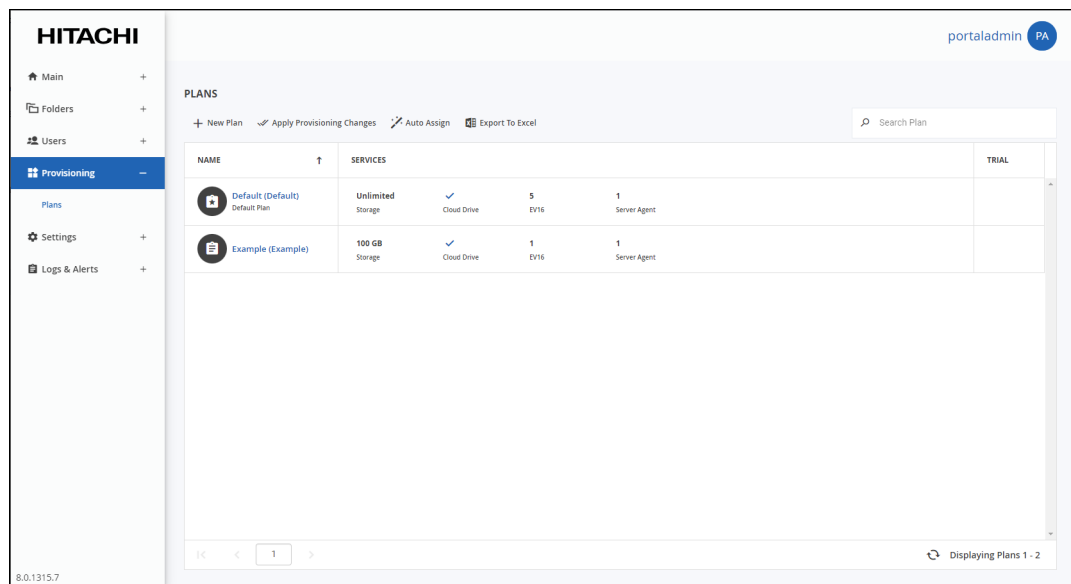 HITACHI
portaladmin PA
Main
Folders
Users
Provisioning
Plans
Settings
Logs & Alerts
8.0.1315.7
PLANS
New Plan Apply Provisioning Changes Auto Assign Export To Excel Search Plan
NAME SERVICES TRIAL
Default (Default) Unlimited 5 1
Default Plan Storage Cloud Drive EV16 Server Agent
Example (Example) 100 GB 1 1
Storage Cloud Drive EV16 Server Agent
1 Displaying Plans 1 - 2